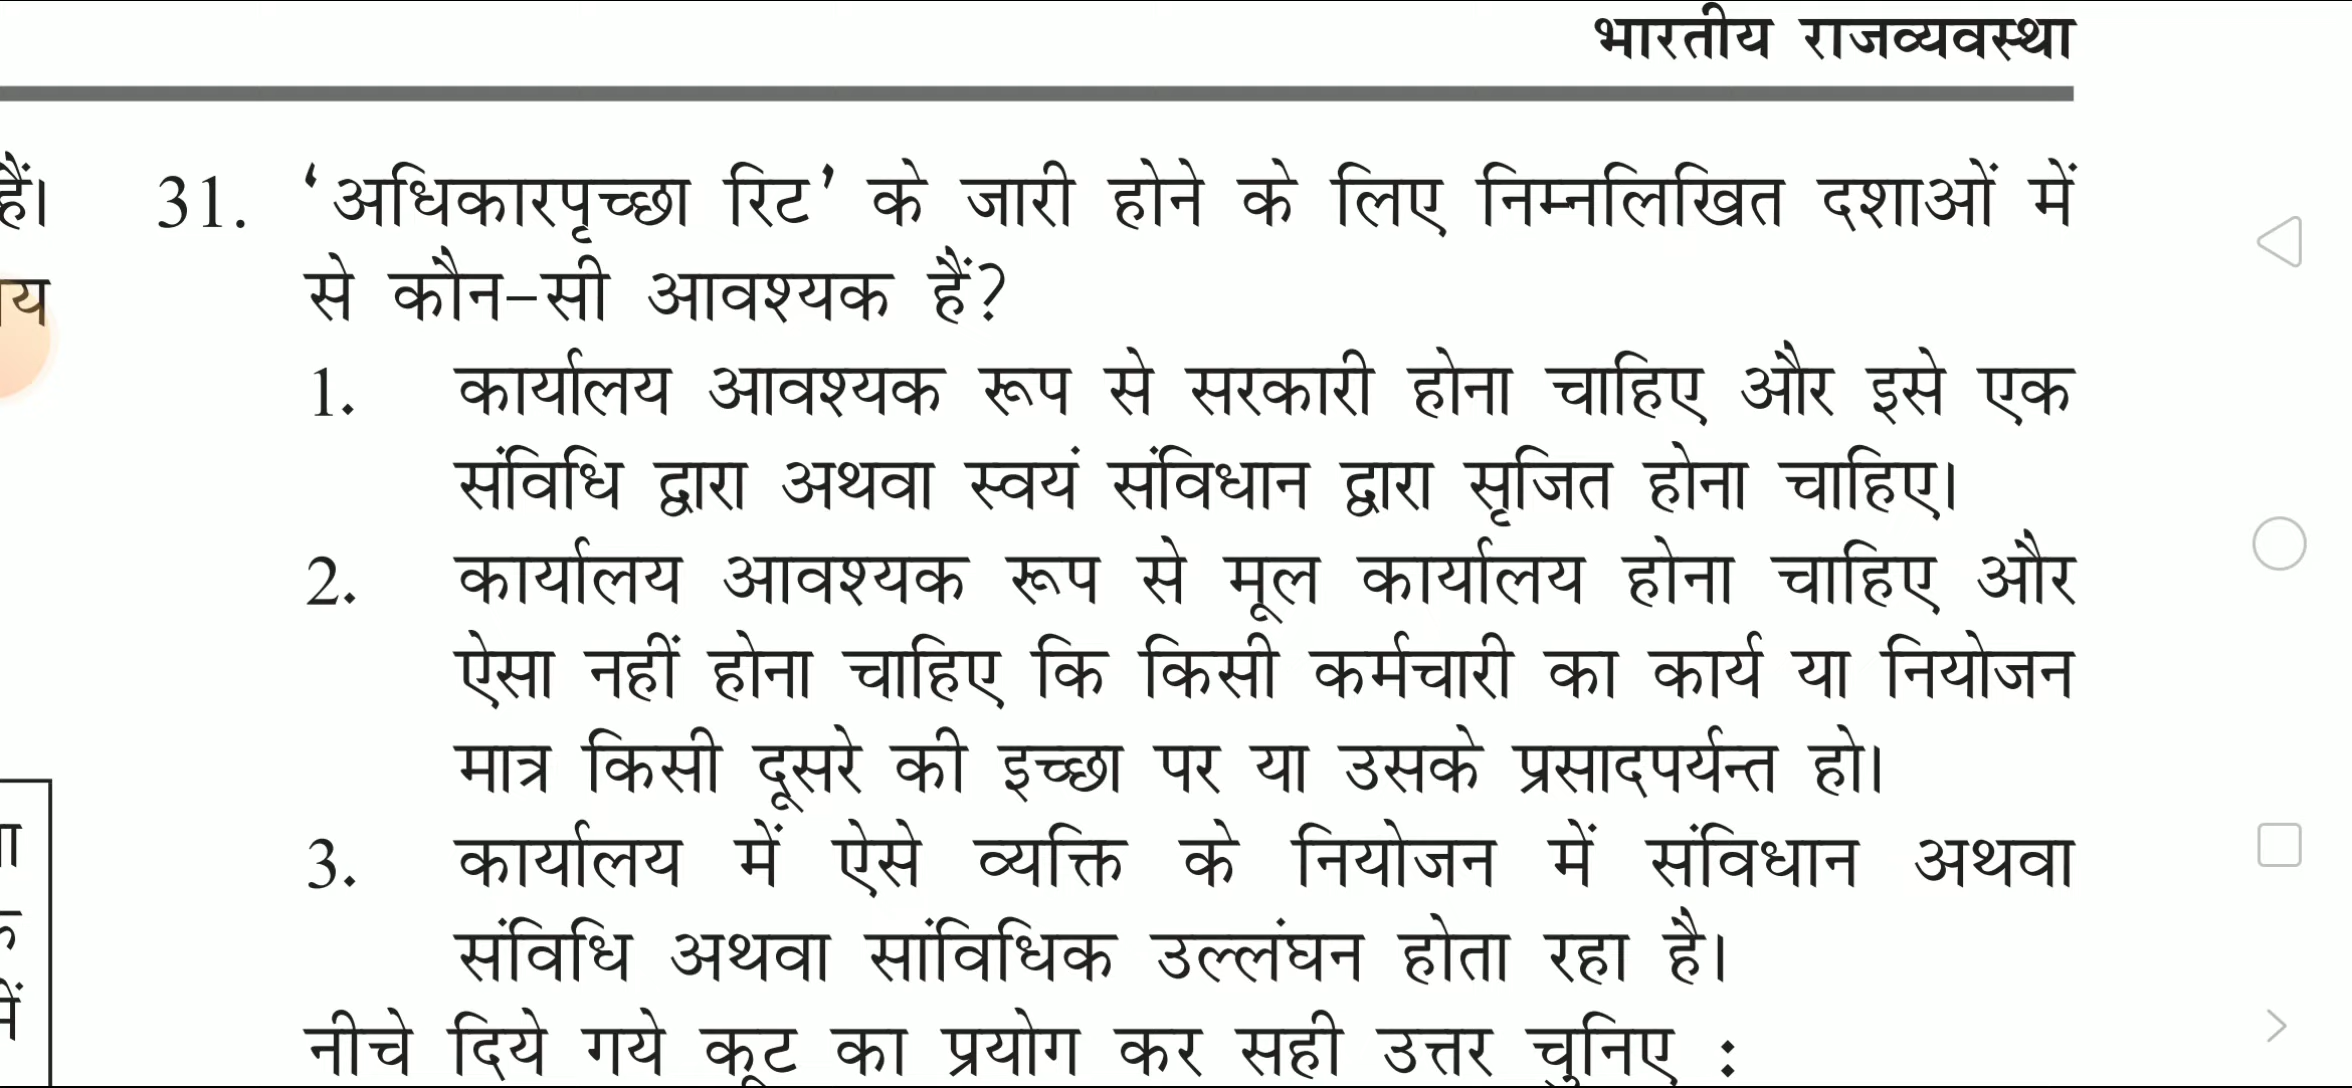 भारतीय राजव्यवस्था
हैं।
31. ‘अधिकारपृच्छा रिट’ के जारी होने के लिए निम्नलिखित दशाओं में
से कौन-सी आवश्यक हैं?
1. कार्यालय आवश्यक रूप से सरकारी होना चाहिए और इसे एक
संविधि द्वारा अथवा स्वयं संविधान द्वारा सृजित होना चाहिए।
2. कार्यालय आवश्यक रूप से मूल कार्यालय होना चाहिए और
ऐसा नहीं होना चाहिए कि किसी कर्मचारी का कार्य या नियोजन
मात्र किसी दूसरे की इच्छा पर या उसके प्रसादपर्यन्त हो।
3. कार्यालय में ऐसे व्यक्ति के नियोजन में संविधान अथवा
संविधि अथवा सांविधिक उल्लंघन होता रहा है।
नीचे दिये गये कूट का प्रयोग कर सही उत्तर चुनिए :